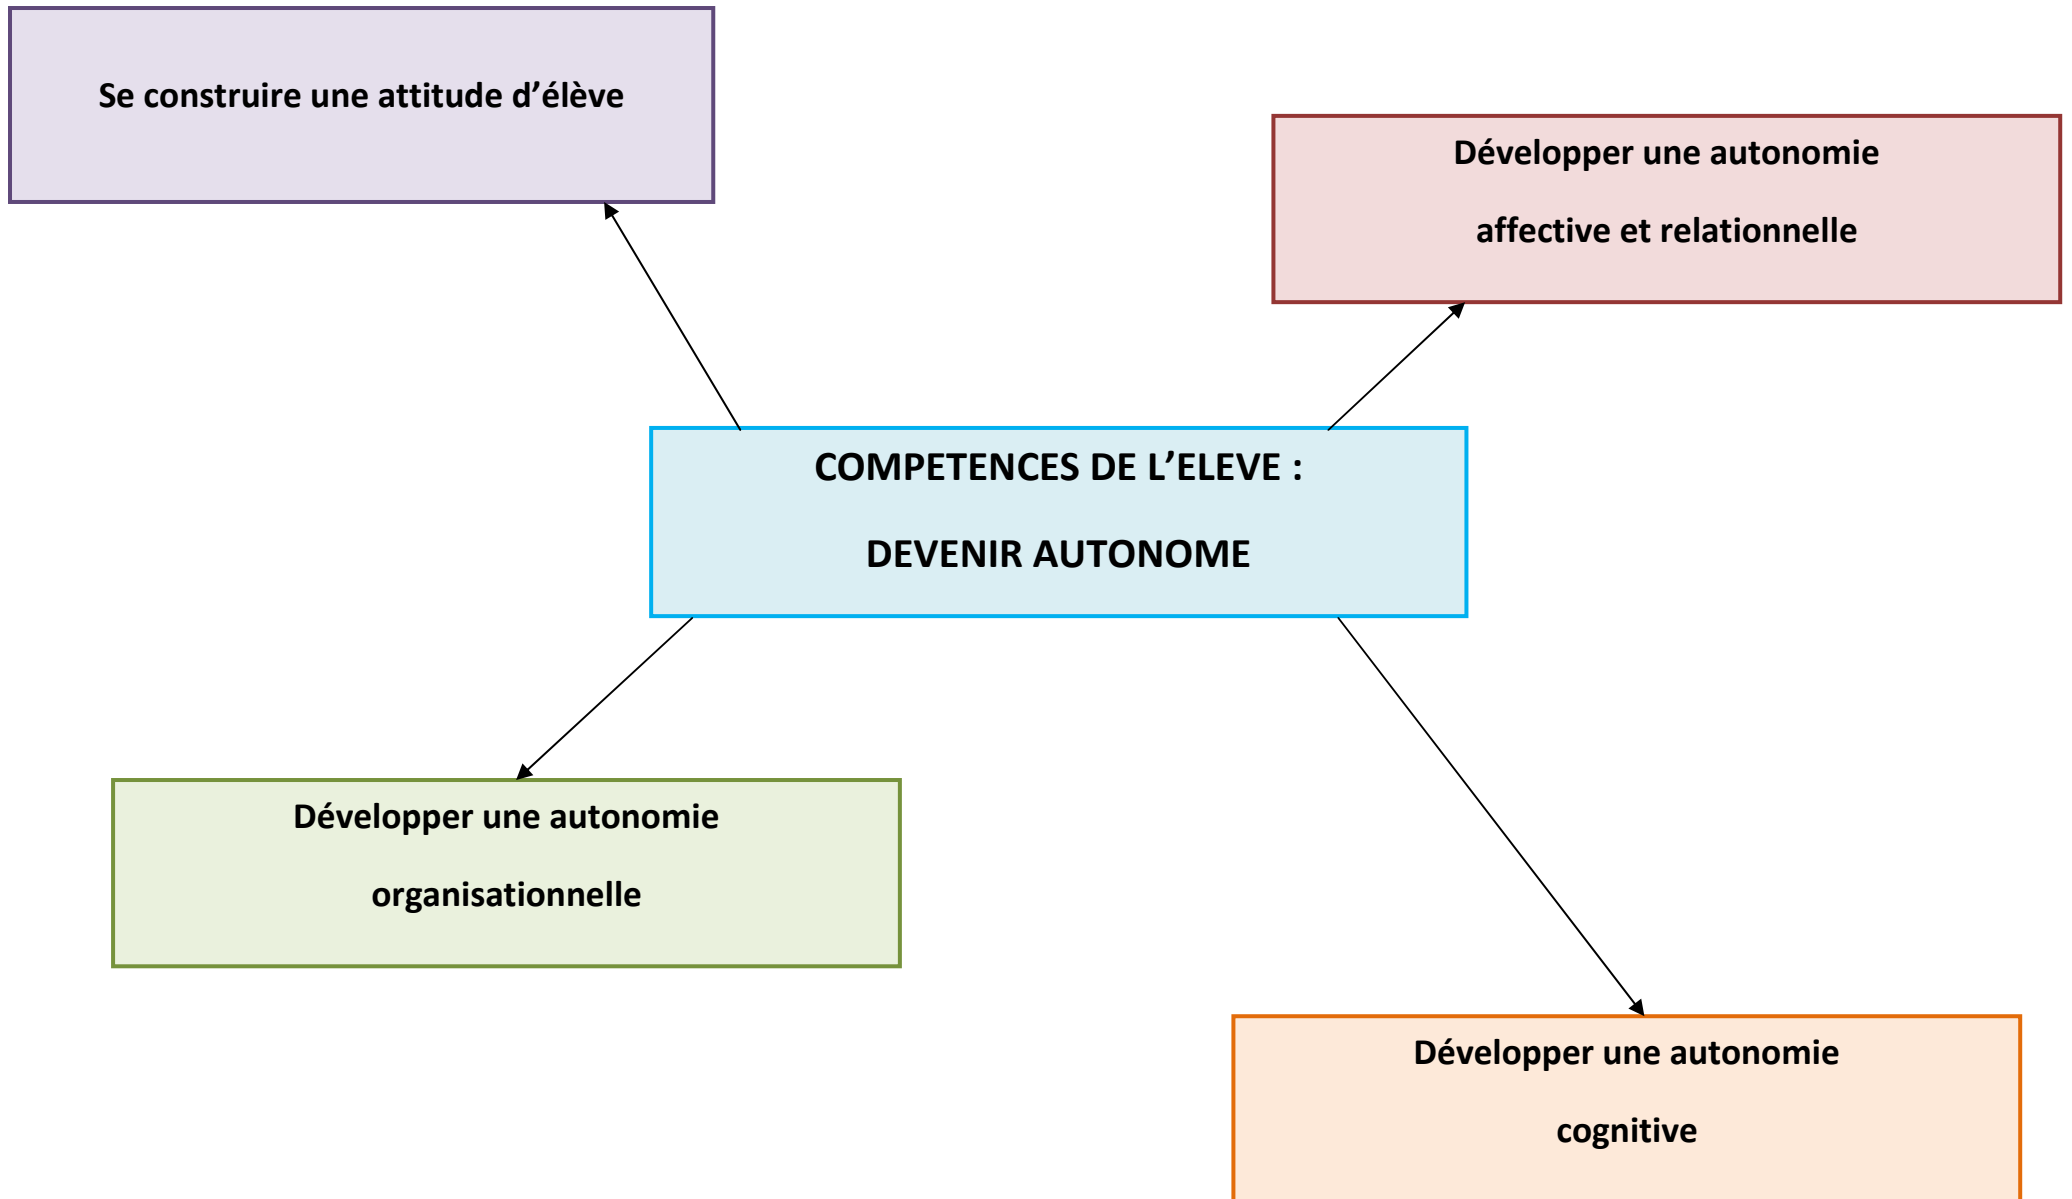 Se construire une attitude d’élève
Développer une autonomie
affective et relationnelle
COMPETENCES DE L’ELEVE :
DEVENIR AUTONOME
Développer une autonomie
organisationnelle
Développer une autonomie
cognitive